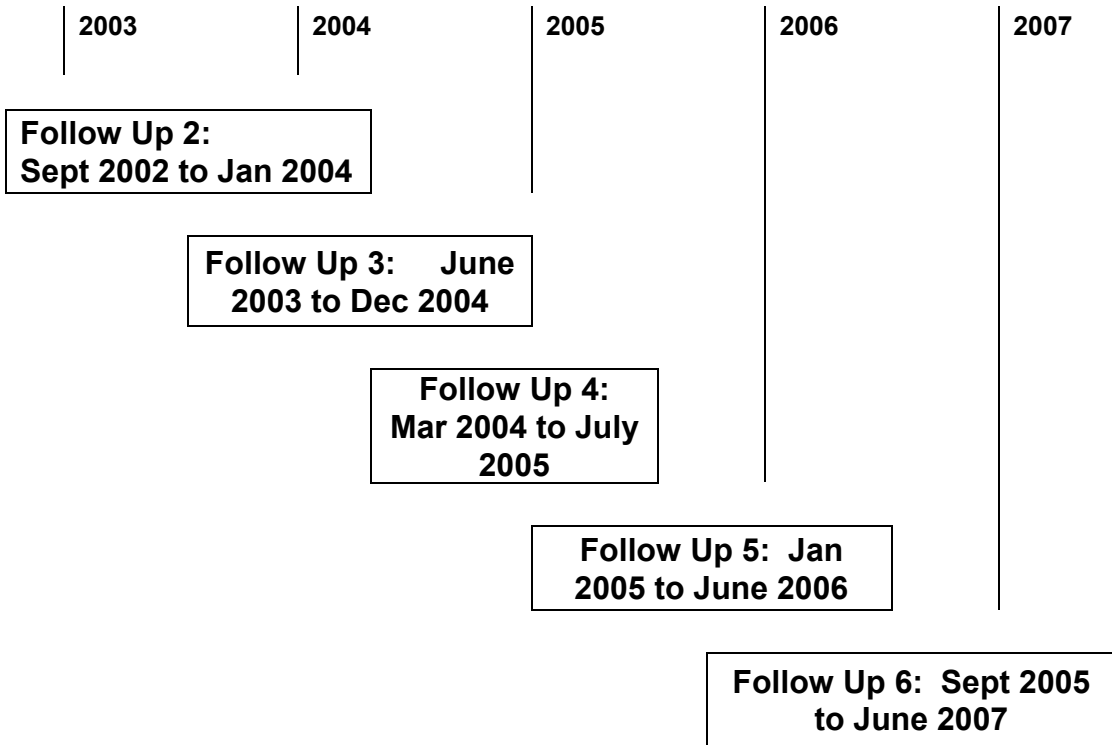 2003 2004 2005 2006 2007
Follow Up 2:
Sept 2002 to Jan 2004
Follow Up 3: June
2003 to Dec 2004
Follow Up 4:
Mar 2004 to July
2005
Follow Up 5: Jan
2005 to June 2006
Follow Up 6: Sept 2005
to June 2007